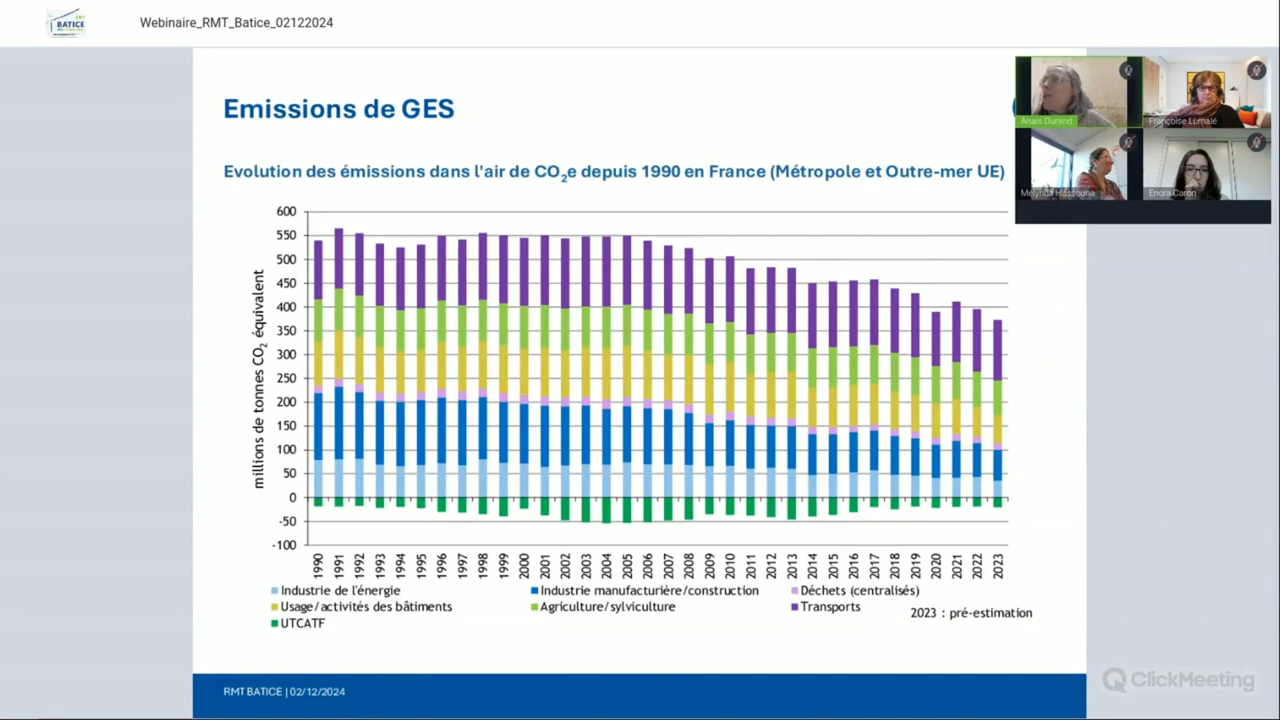 BATICE
Webinaire_RMT_Batice_02122024
Emissions de GES
Anais Durand
Françoise Lumalé
Melynda Hassouna
Enora Caron
Evolution des émissions dans l'air de CO2e depuis 1990 en France (Métropole et Outre-mer UE)
millions de tonnes CO2 équivalent
600
550
500
450
400
350
300
250
200
150
100
50
0
-50
-100
1990 1991 1992 1993 1994 1995 1996 1997 1998 1999 2000 2001 2002 2003 2004 2005 2006 2007 2008 2009 2010 2011 2012 2013 2014 2015 2016 2017 2018 2019 2020 2021 2022 2023
Industrie de l'énergie Industrie manufacturière/construction Déchets (centralisés)
Usage/activités des bâtiments Agriculture/sylviculture Transports
UTCATF
2023 : pré-estimation
RMT BATICE | 02/12/2024
ClickMeeting